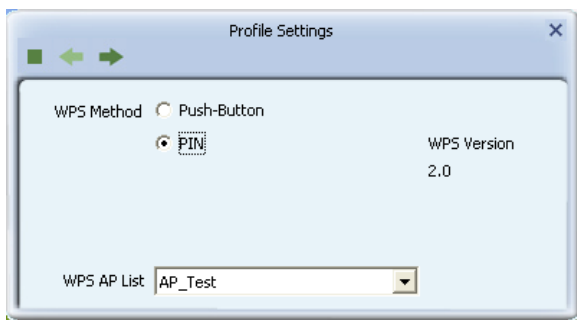 Profile Settings
WPS Method Push-Button
PIN WPS Version
2.0
WPS AP List AP_Test